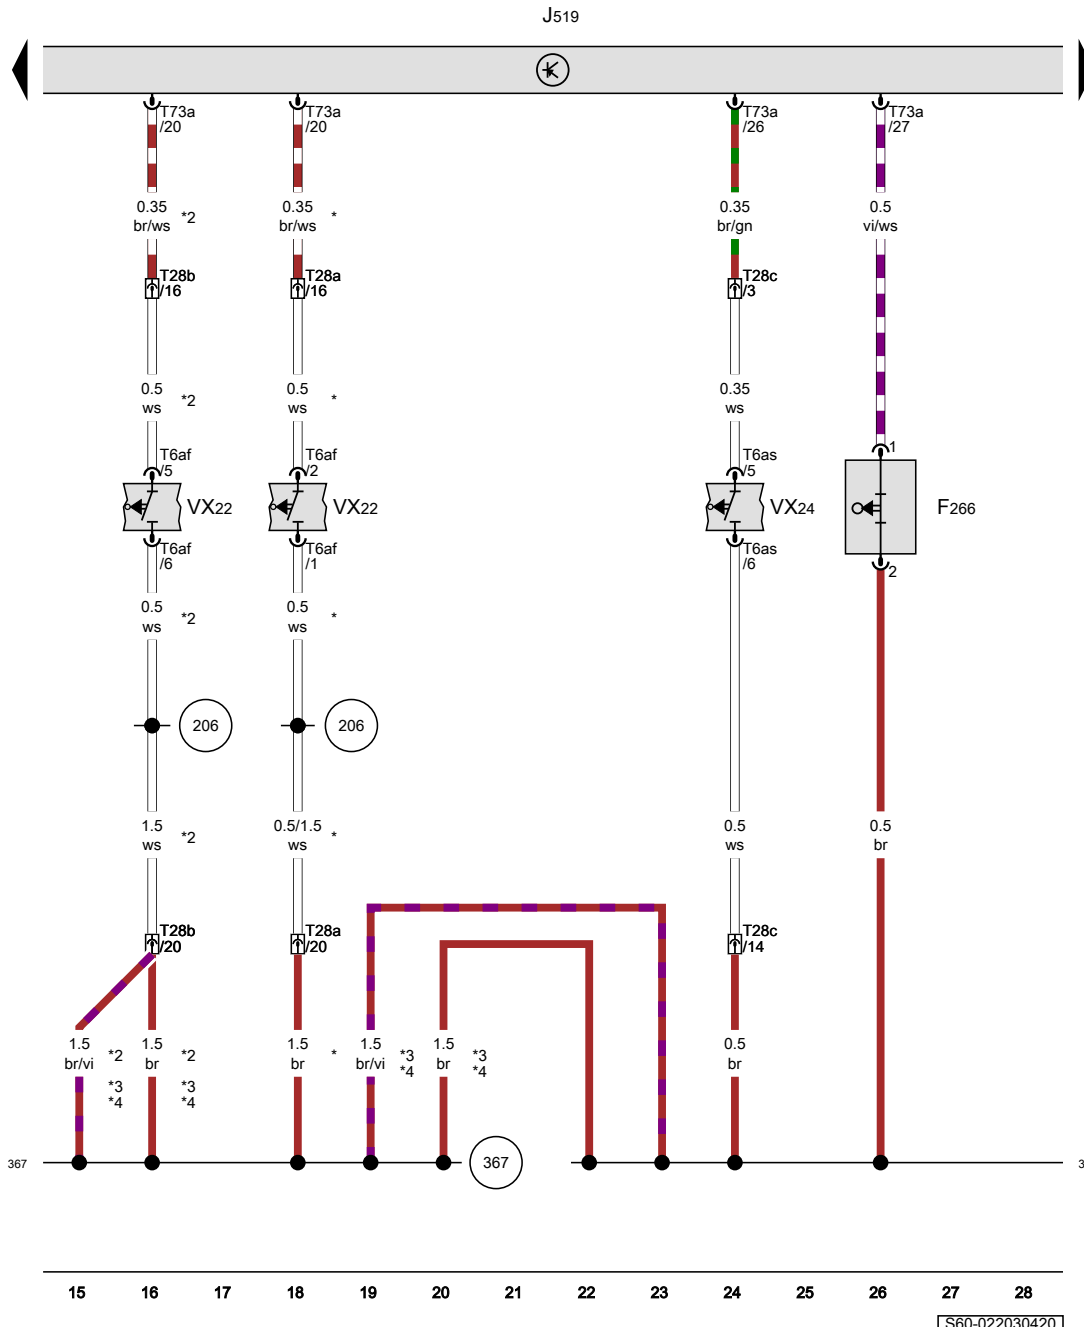 J519
T73a
/20
T73a
/20
T73a
/26
T73a
/27
0.35
br/ws
*2
0.35
br/ws
*
0.35
br/gn
0.5
vi/ws
T28b
/16
T28a
/16
T28c
/3
0.5
ws
*2
0.5
ws
*
0.35
ws
T6af
/5
T6af
/2
T6as
/5
1
VX22
VX22
VX24
F266
T6af
/6
T6af
/1
T6as
/6
2
0.5
ws
*2
0.5
ws
*
206
206
1.5
ws
*2
0.5/1.5
ws
*
0.5
ws
0.5
br
T28b
/20
T28a
/20
T28c
/14
1.5
br/vi
*2
*3
*4
1.5
br
*2
*3
*4
1.5
br
*
1.5
br/vi
*3
*4
1.5
br
*3
*4
0.5
br
367
367
15 16 17 18 19 20 21 22 23 24 25 26 27 28
S60-022030420